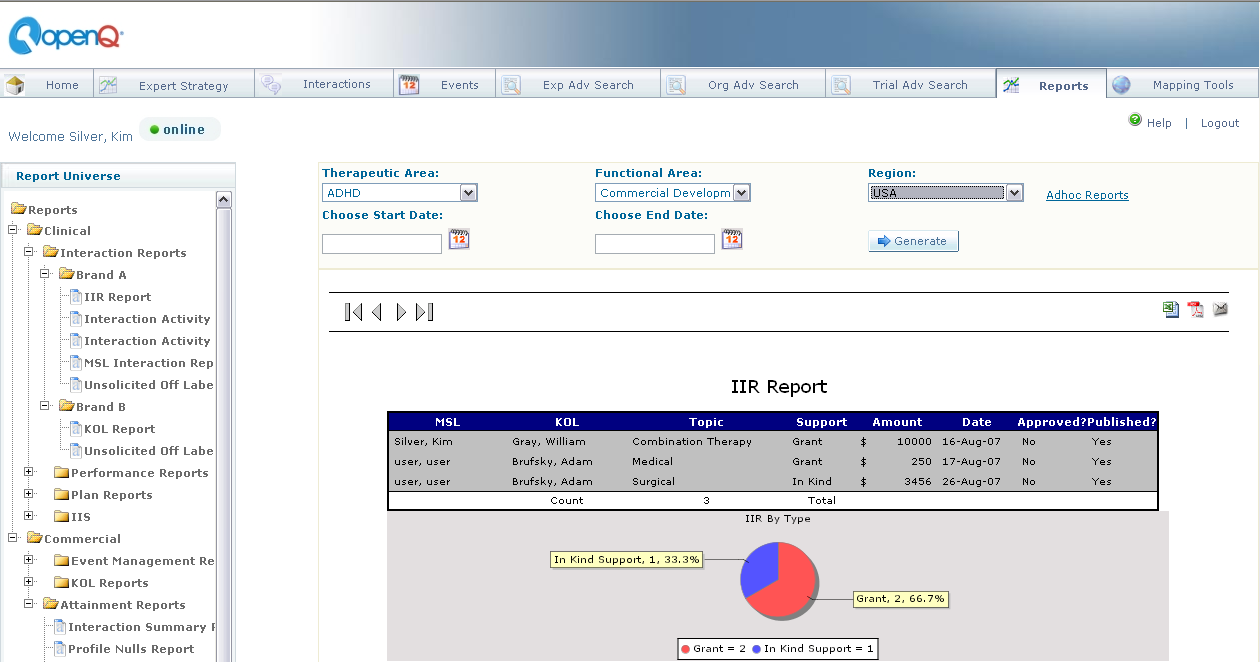 openQ
Home Expert Strategy Interactions 12 Events Exp Adv Search Org Adv Search Trial Adv Search Reports Mapping Tools
Welcome Silver, Kim online
? Help | Logout
Report Universe
Reports
Clinical
Interaction Reports
Brand A
IIR Report
Interaction Activity
Interaction Activity
MSL Interaction Rep
Unsolicited Off Labe
Brand B
KOL Report
Unsolicited Off Labe
Performance Reports
Plan Reports
IIS
Commercial
Event Management Re
KOL Reports
Attainment Reports
Interaction Summary
Profile Nulls Report
Therapeutic Area: Functional Area: Region:
ADHD Commercial Developm USA Adhoc Reports
Choose Start Date: Choose End Date:
12 12 Generate
IIR Report
MSL KOL Topic Support Amount Date Approved?Published?
Silver, Kim Gray, William Combination Therapy Grant $ 10000 16-Aug-07 No Yes
user, user Brufsky, Adam Medical Grant $ 250 17-Aug-07 No Yes
user, user Brufsky, Adam Surgical In Kind $ 3456 26-Aug-07 No Yes
Count 3 Total
IIR By Type
In Kind Support, 1, 33.3%
Grant, 2, 66.7%
Grant = 2 In Kind Support = 1